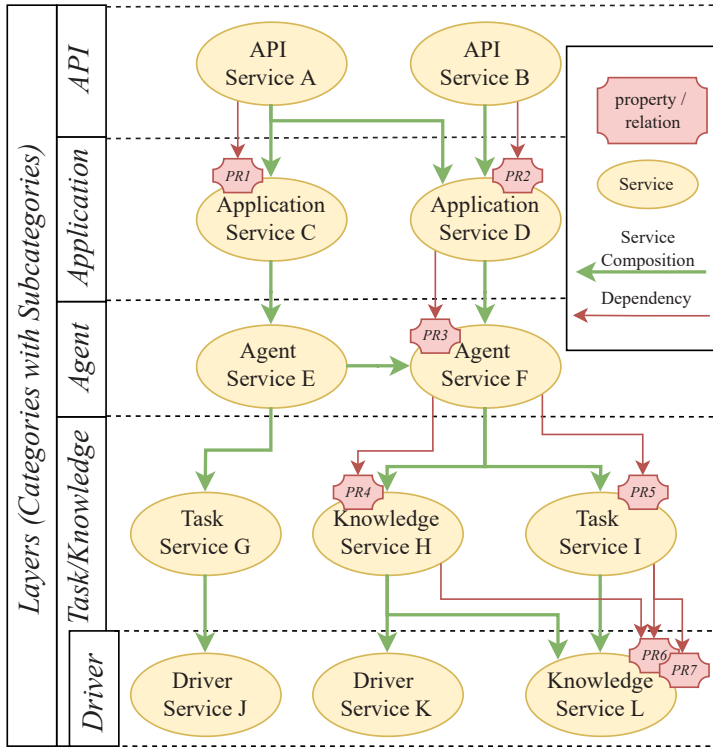 Layers (Categories with Subcategories)
API
Application
Agent
Task/Knowledge
Driver
API
Service A
API
Service B
PR1
PR2
Application
Service C
Application
Service D
PR3
Agent
Service E
Agent
Service F
PR4
PR5
Task
Service G
Knowledge
Service H
Task
Service I
PR6
PR7
Driver
Service J
Driver
Service K
Knowledge
Service L
property /
relation
Service
Service
Composition
Dependency